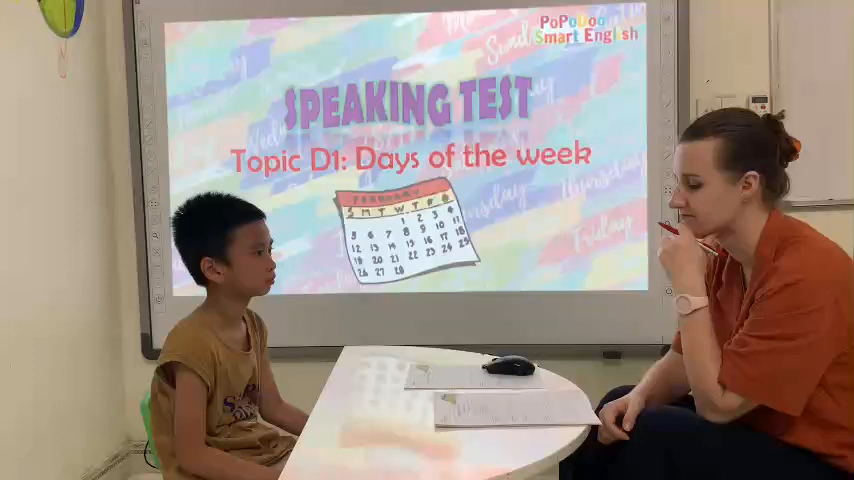 PoPoDoo
Smart English
SPEAKING TEST
Topic D1: Days of the week
FEBRUARY
S M T W T F S
1 2 3 4
5 6 7 8 9 10 11
12 13 14 15 16 17 18
19 20 21 22 23 24 25
26 27 28
Thursday
Friday